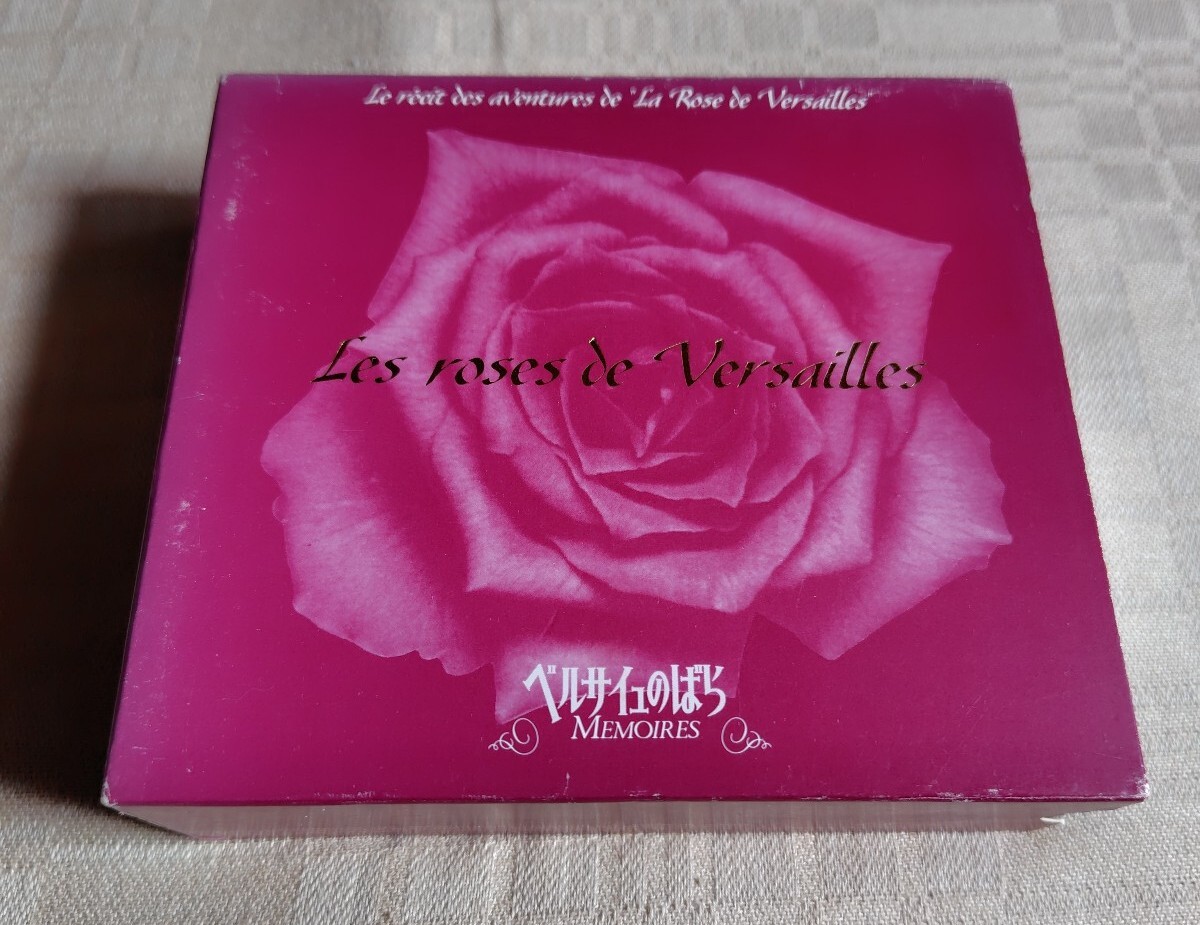 Le récit des aventures de "La Rose de Versailles"
Les roses de Versailles
ベルサイユのばら
MEMOIRES